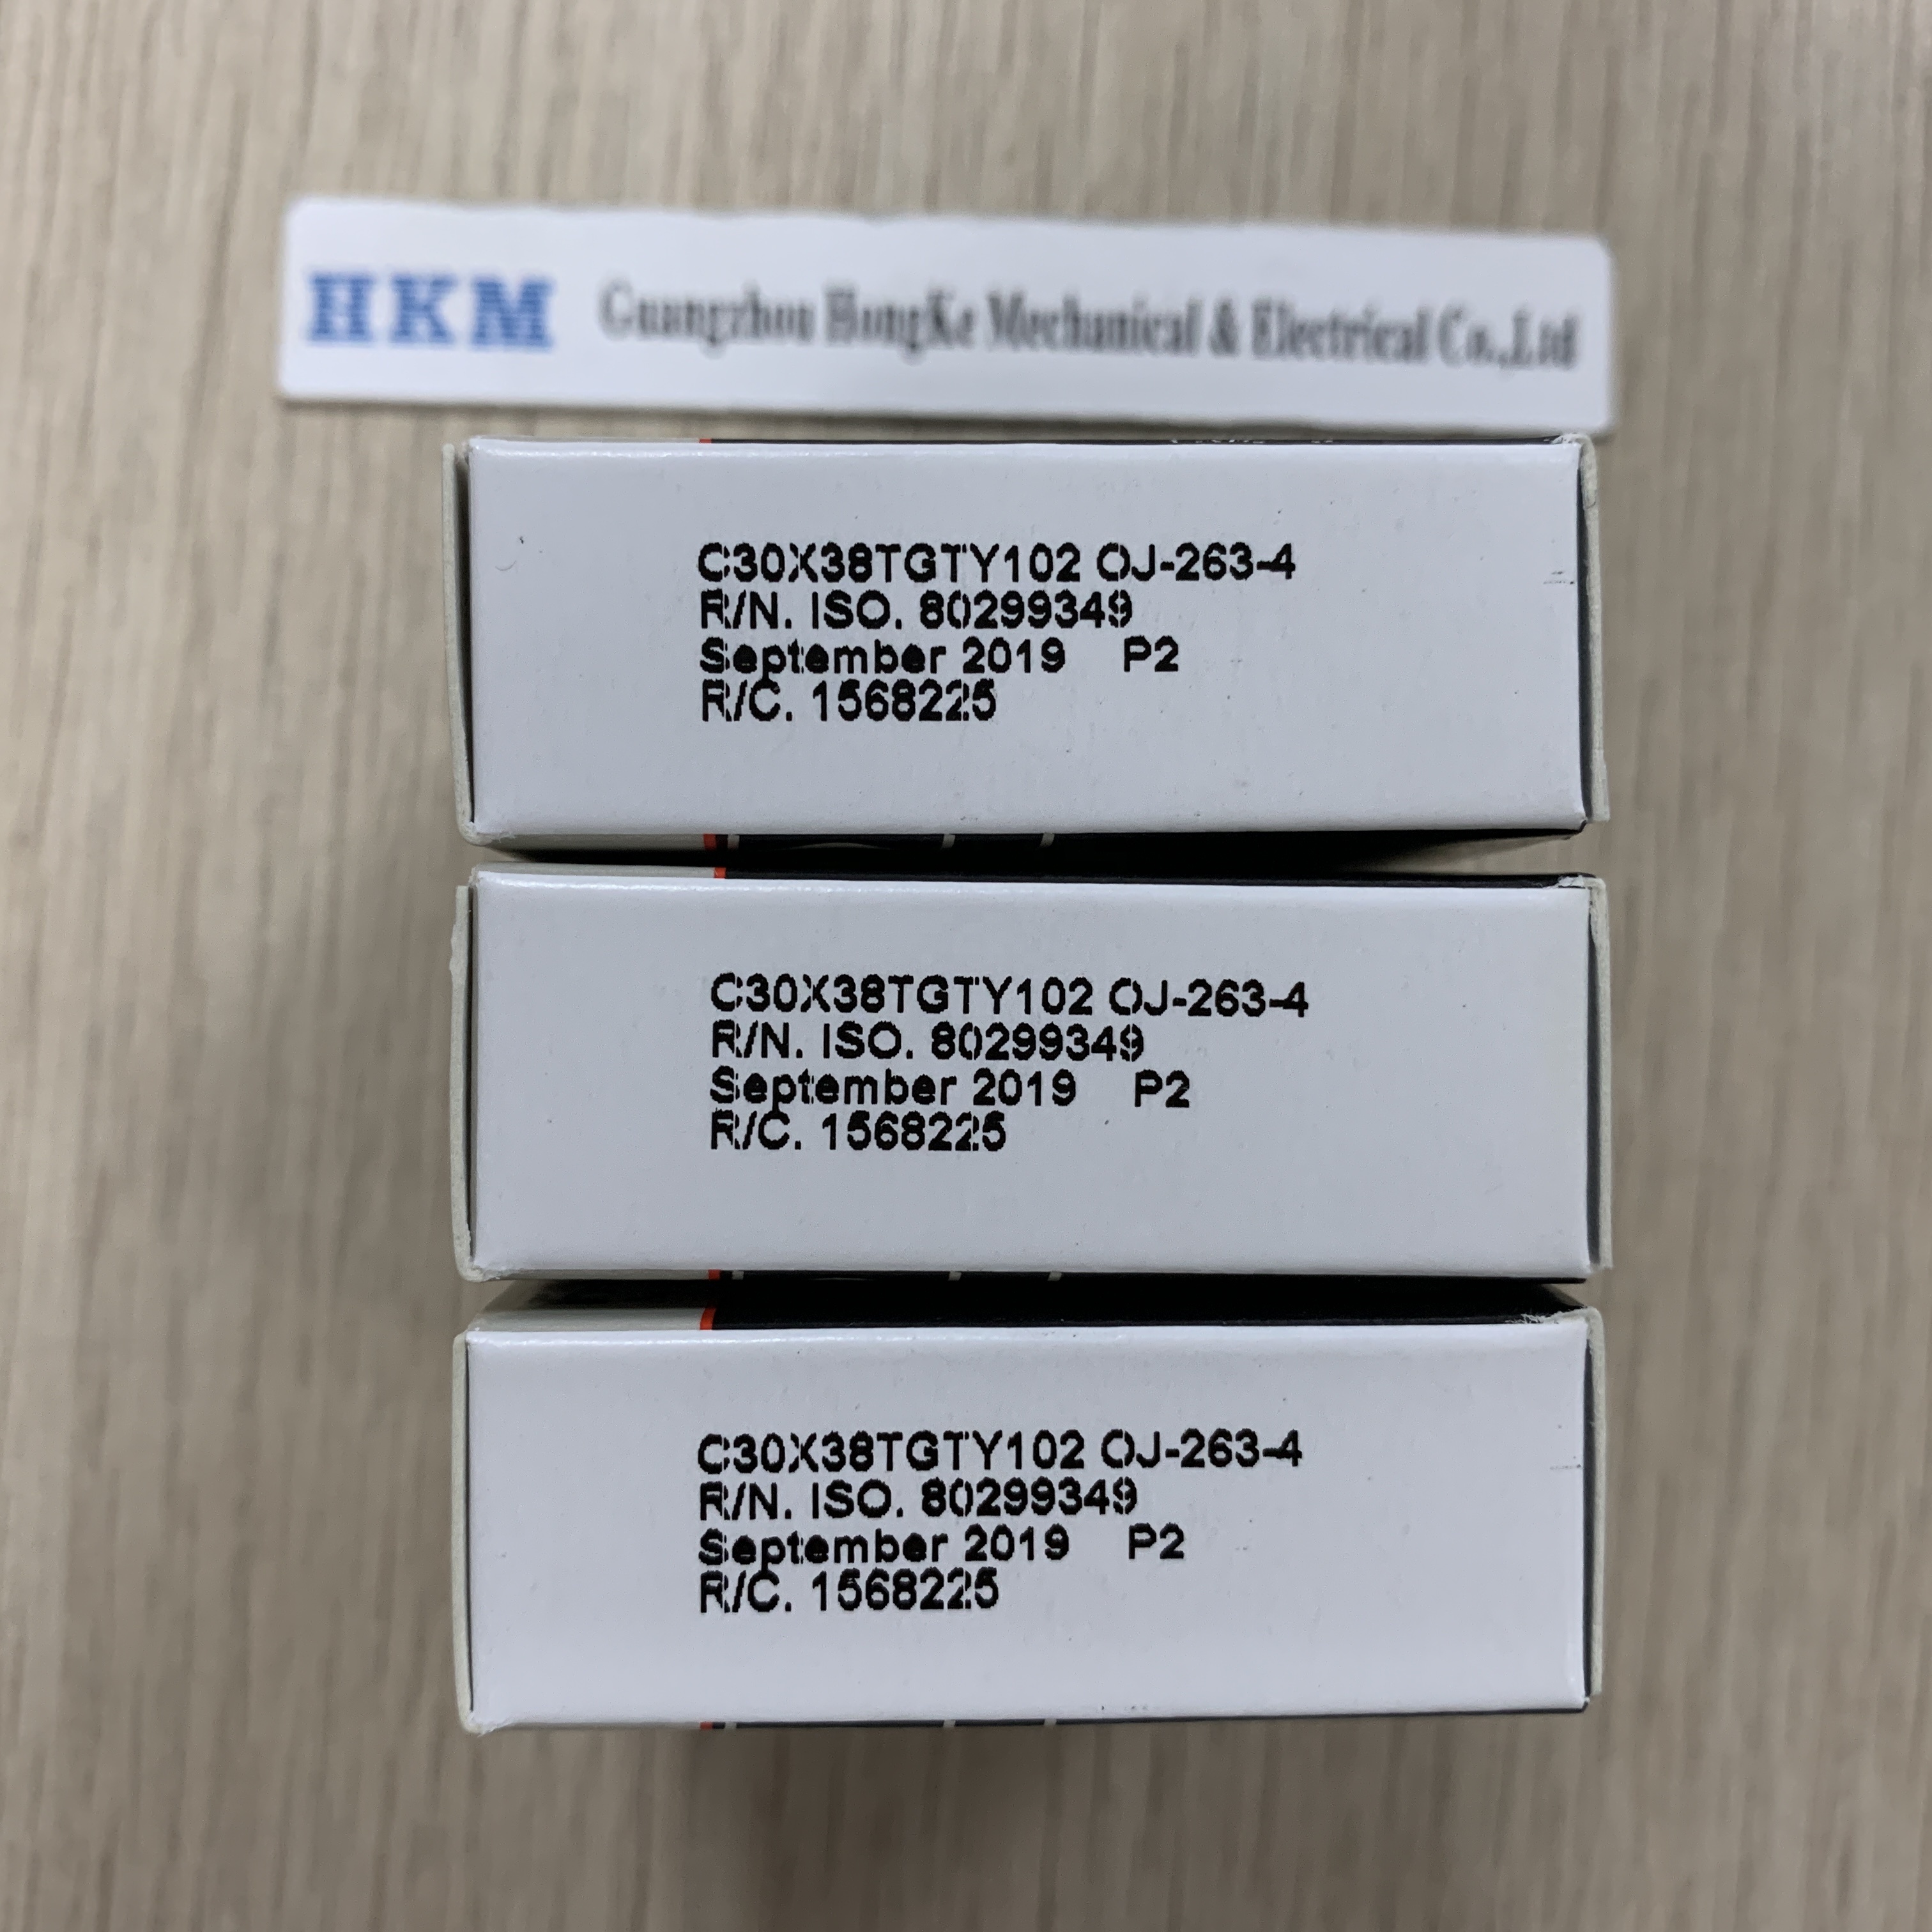 HKM Guangzhou HongKe Mechanical & Electrical Co.,Ltd
C30X38TGTY102 OJ-263-4
R/N. ISO. 80299349
September 2019 P2
R/C. 1568225
C30X38TGTY102 OJ-263-4
R/N. ISO. 80299349
September 2019 P2
R/C. 1568225
C30X38TGTY102 OJ-263-4
R/N. ISO. 80299349
September 2019 P2
R/C. 1568225